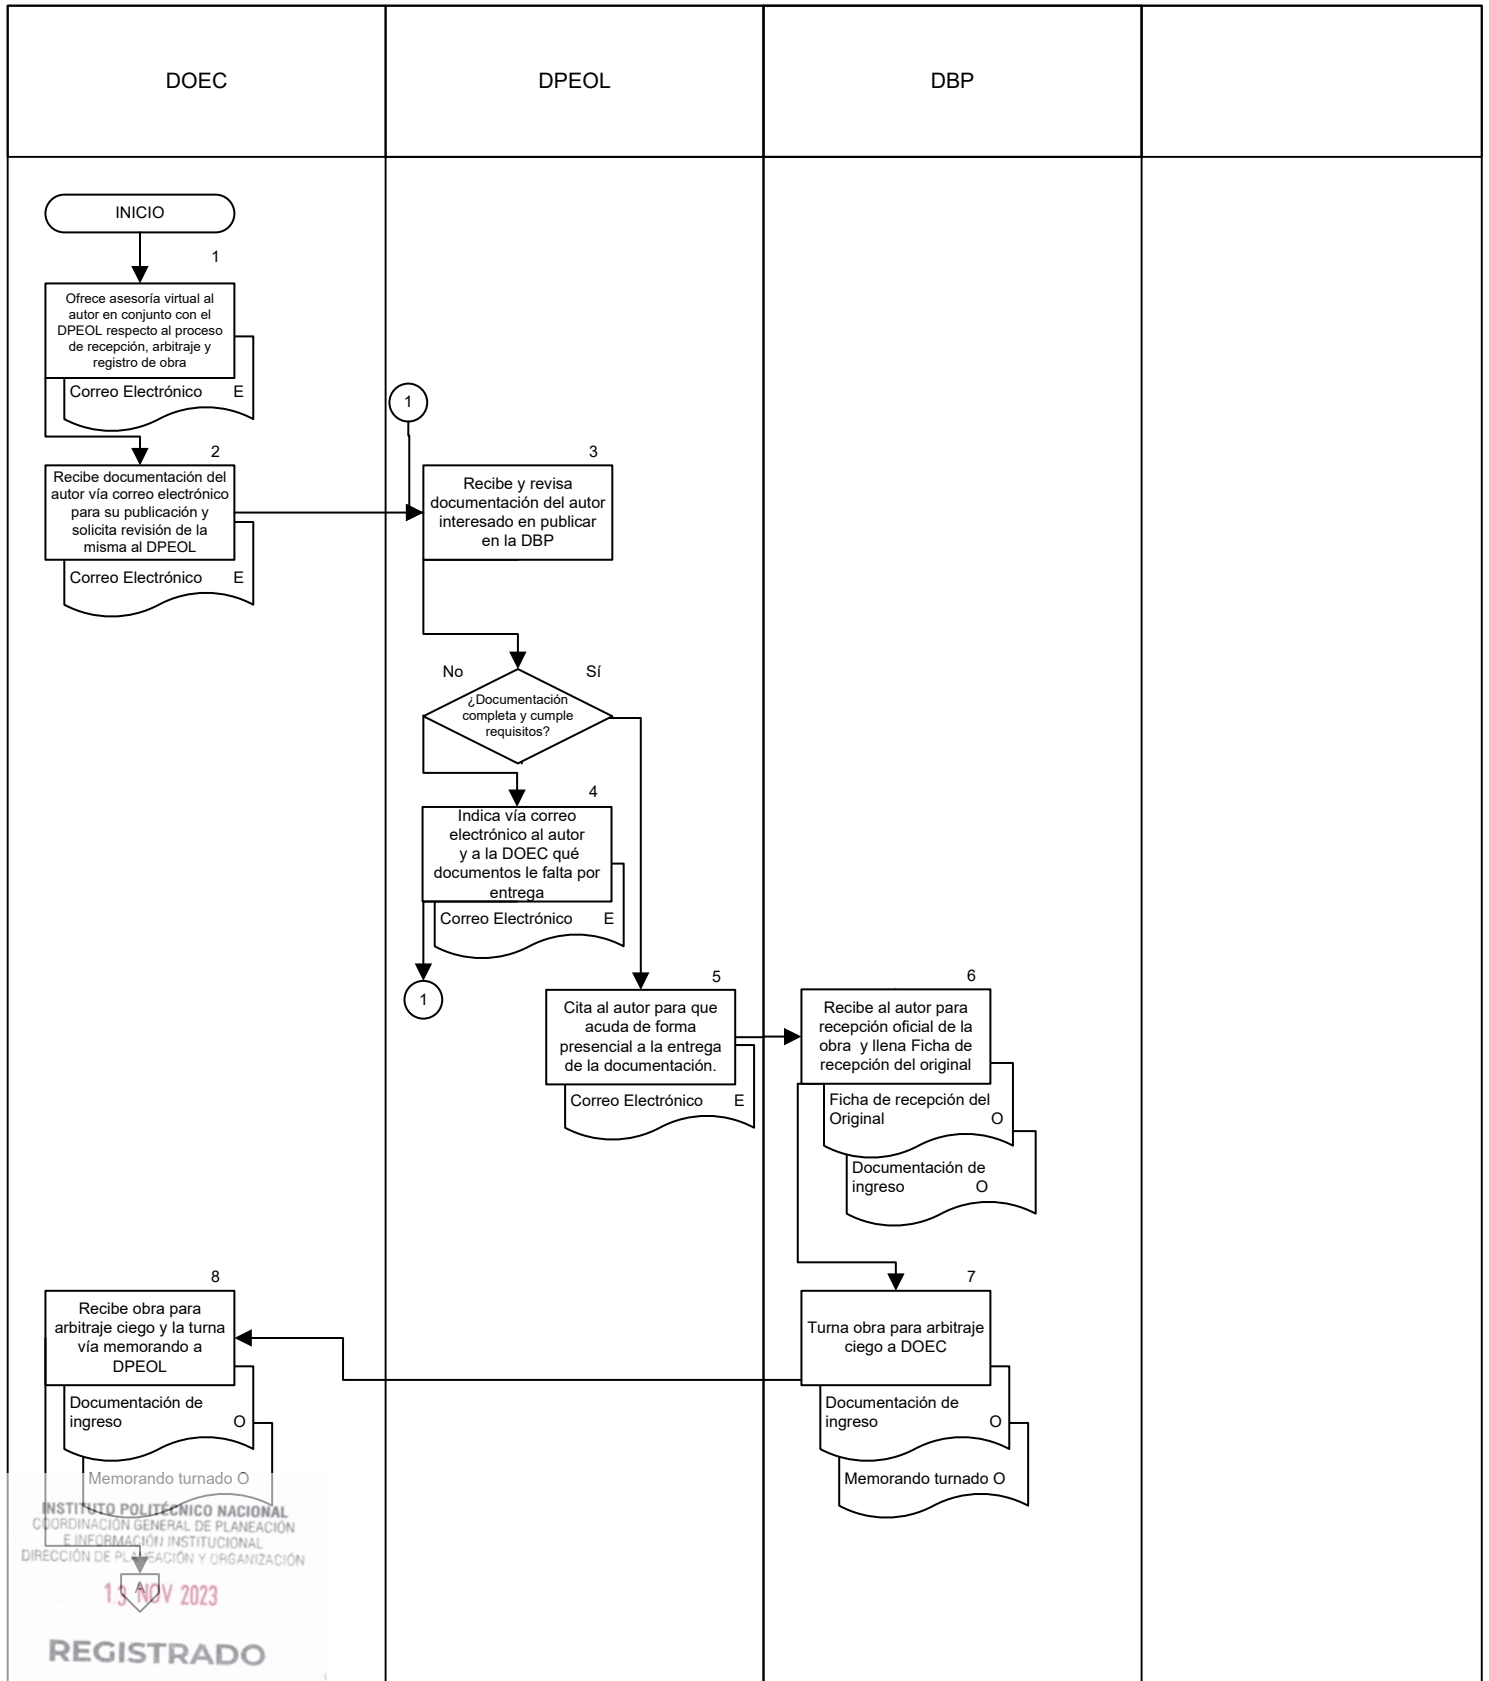 DOEC
DPEOL
DBP
INICIO
1
Ofrece asesoría virtual al
autor en conjunto con el
DPEOL respecto al proceso
de recepción, arbitraje y
registro de obra
Correo Electrónico E
1
2
Recibe documentación del
autor vía correo electrónico
para su publicación y
solicita revisión de la
misma al DPEOL
Correo Electrónico E
3
Recibe y revisa
documentación del autor
interesado en publicar
en la DBP
No
Sí
¿Documentación
completa y cumple
requisitos?
4
Indica vía correo
electrónico al autor
y a la DOEC qué
documentos le falta por
entrega
Correo Electrónico E
1
5
Cita al autor para que
acuda de forma
presencial a la entrega
de la documentación.
Correo Electrónico E
6
Recibe al autor para
recepción oficial de la
obra y llena Ficha de
recepción del original
Ficha de recepción del
Original O
Documentación de
ingreso O
7
Turna obra para arbitraje
ciego a DOEC
Documentación de
ingreso O
Memorando turnado O
8
Recibe obra para
arbitraje ciego y la turna
vía memorando a
DPEOL
Documentación de
ingreso O
Memorando turnado O
INSTITUTO POLITÉCNICO NACIONAL
COORDINACIÓN GENERAL DE PLANEACIÓN
E INFORMACIÓN INSTITUCIONAL
DIRECCIÓN DE PLANEACIÓN Y ORGANIZACIÓN
A
13 NOV 2023
REGISTRADO